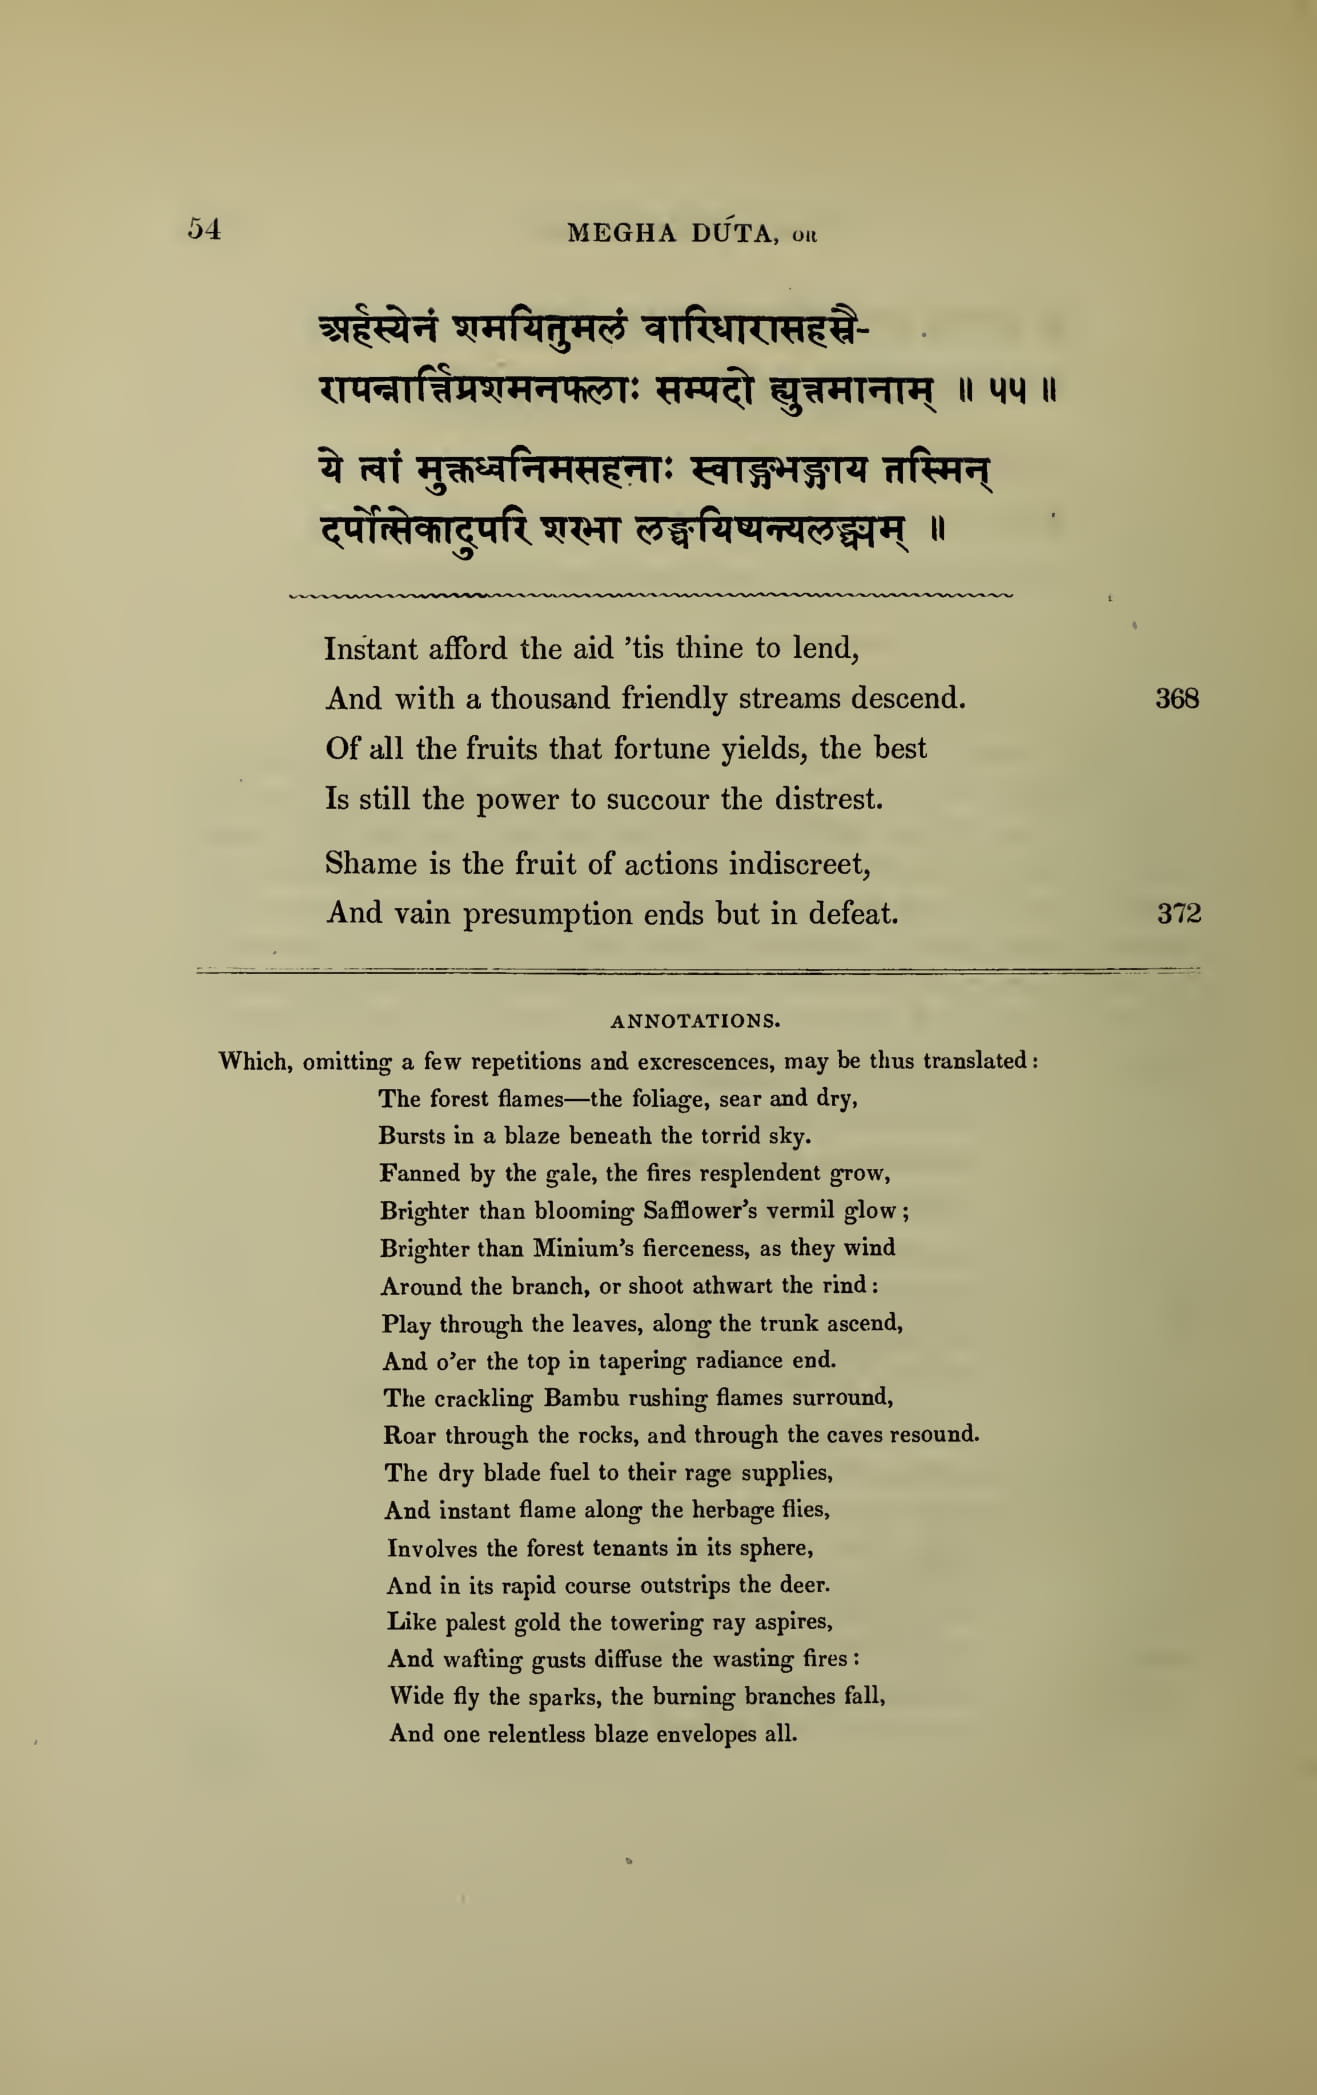 54
MEGHA DÚTA, OR
अर्हस्येनं शमयितुमलं वारिधारासहस्रै-
रापन्नार्त्तिप्रशमनफलाः सम्पदो ह्युत्तमानाम् ॥ ५५ ॥
ये त्वां मुक्तध्वनिमसहनाः स्वाङ्गभङ्गाय तस्मिन्
दर्पोत्सेकादुपरि शरभा लङ्घयिष्यन्त्यलङ्घ्यम् ॥
Instant afford the aid ’tis thine to lend,
And with a thousand friendly streams descend. 368
Of all the fruits that fortune yields, the best
Is still the power to succour the distrest.
Shame is the fruit of actions indiscreet,
And vain presumption ends but in defeat. 372
ANNOTATIONS.
Which, omitting a few repetitions and excrescences, may be thus translated:
The forest flames—the foliage, sear and dry,
Bursts in a blaze beneath the torrid sky.
Fanned by the gale, the fires resplendent grow,
Brighter than blooming Safflower’s vermil glow;
Brighter than Minium’s fierceness, as they wind
Around the branch, or shoot athwart the rind:
Play through the leaves, along the trunk ascend,
And o’er the top in tapering radiance end.
The crackling Bambu rushing flames surround,
Roar through the rocks, and through the caves resound.
The dry blade fuel to their rage supplies,
And instant flame along the herbage flies,
Involves the forest tenants in its sphere,
And in its rapid course outstrips the deer.
Like palest gold the towering ray aspires,
And wafting gusts diffuse the wasting fires:
Wide fly the sparks, the burning branches fall,
And one relentless blaze envelopes all.